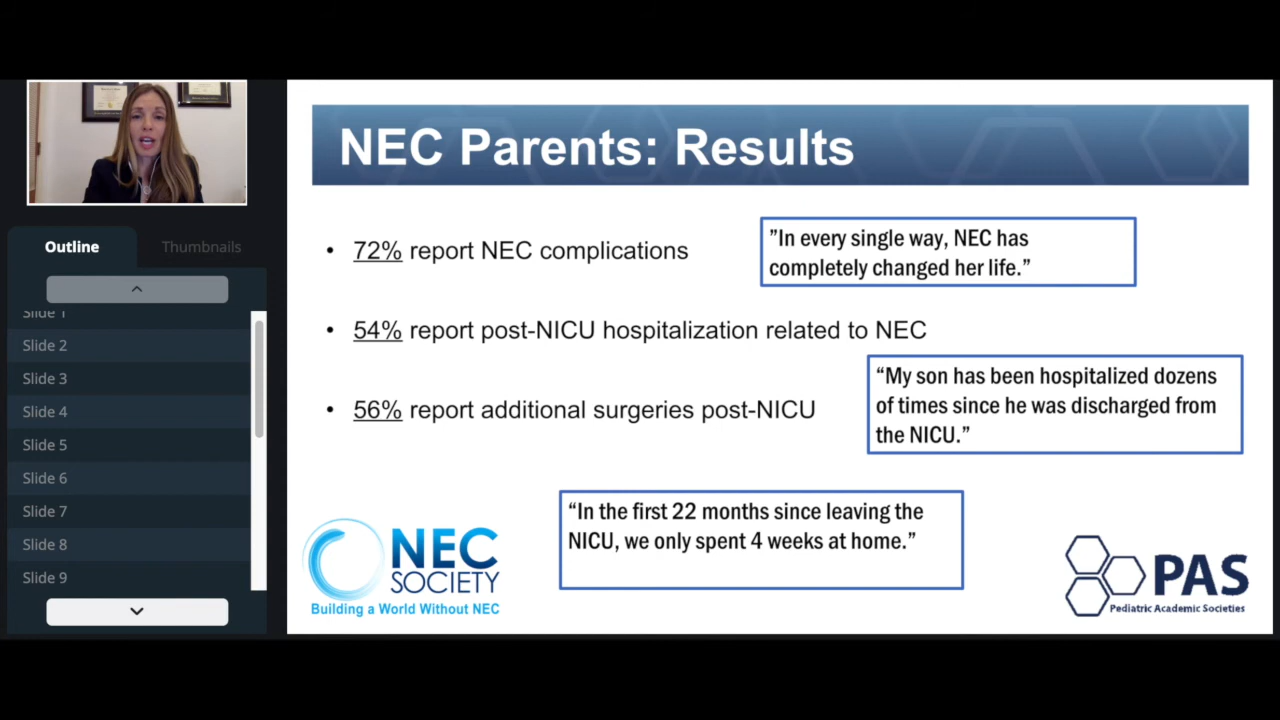 NEC Parents: Results
Outline
Thumbnails
Slide 1
Slide 2
Slide 3
Slide 4
Slide 5
Slide 6
Slide 7
Slide 8
Slide 9
• 72% report NEC complications
"In every single way, NEC has
completely changed her life."
• 54% report post-NICU hospitalization related to NEC
“My son has been hospitalized dozens
of times since he was discharged from
the NICU.”
• 56% report additional surgeries post-NICU
“In the first 22 months since leaving the
NICU, we only spent 4 weeks at home.”
NEC
SOCIETY
Building a World Without NEC
PAS
Pediatric Academic Societies